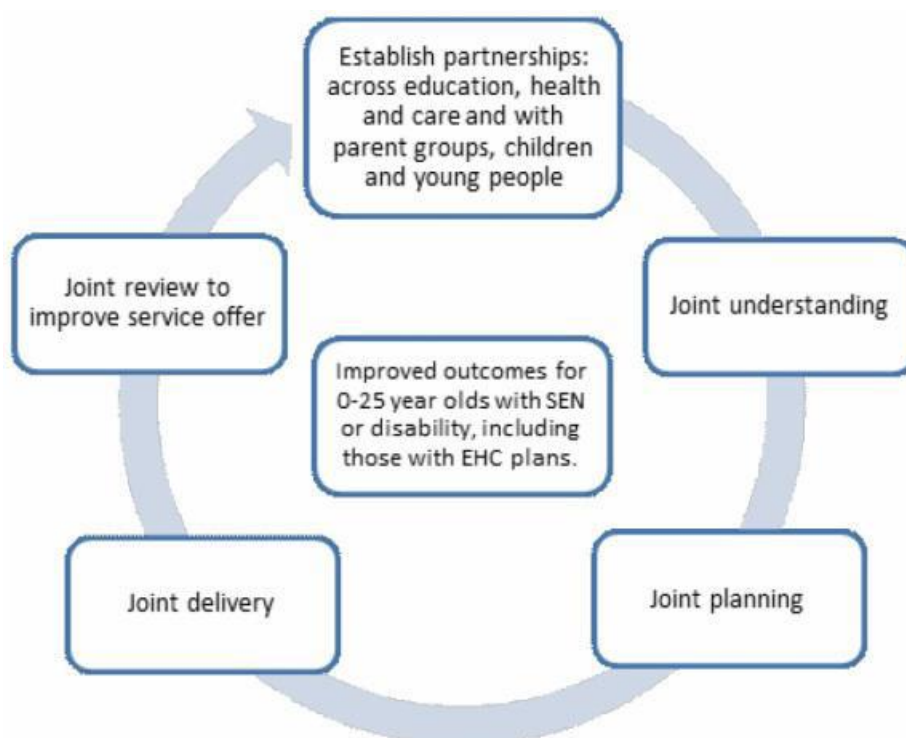 Establish partnerships:
across education, health
and care and with
parent groups, children
and young people
Joint understanding
Joint planning
Joint delivery
Joint review to
improve service offer
Improved outcomes for
0-25 year olds with SEN
or disability, including
those with EHC plans.